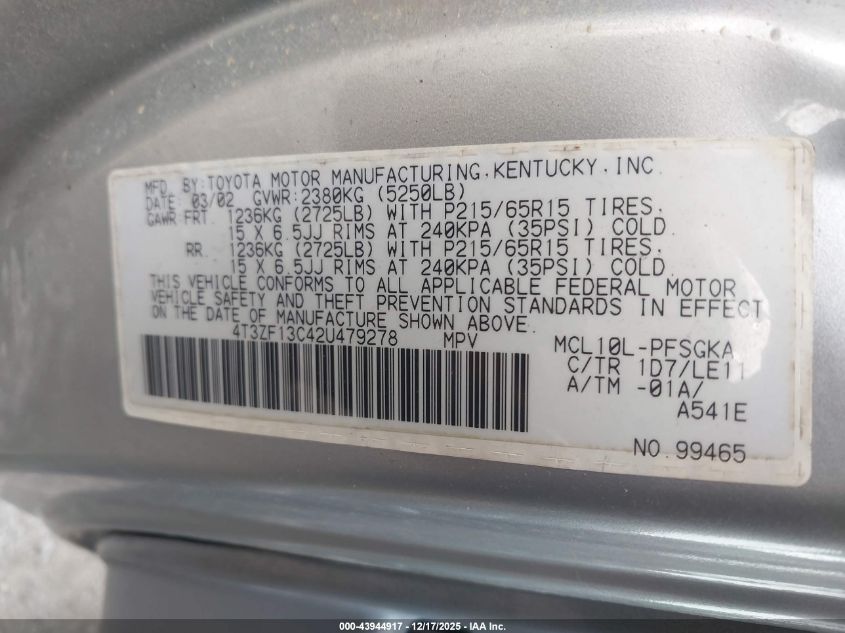 MFD. BY:TOYOTA MOTOR MANUFACTURING,KENTUCKY,INC.
DATE 03/02 GVWR:2380KG (5250LB)
GAWR FRT. 1236KG (2725LB) WITH P215/65R15 TIRES.
15 X 6.5JJ RIMS AT 240KPA (35PSI) COLD.
RR. 1236KG (2725LB) WITH P215/65R15 TIRES.
15 X 6.5JJ RIMS AT 240KPA (35PSI) COLD.
THIS VEHICLE CONFORMS TO ALL APPLICABLE FEDERAL MOTOR
VEHICLE SAFETY AND THEFT PREVENTION STANDARDS IN EFFECT
ON THE DATE OF MANUFACTURE SHOWN ABOVE.
4T3ZF13C42U479278 MPV
MCL10L-PFSGKA
C/TR 1D7/LE11
A/TM -01A/
A541E
NO.99465
000-43944917 - 12/17/2025 - IAA Inc.